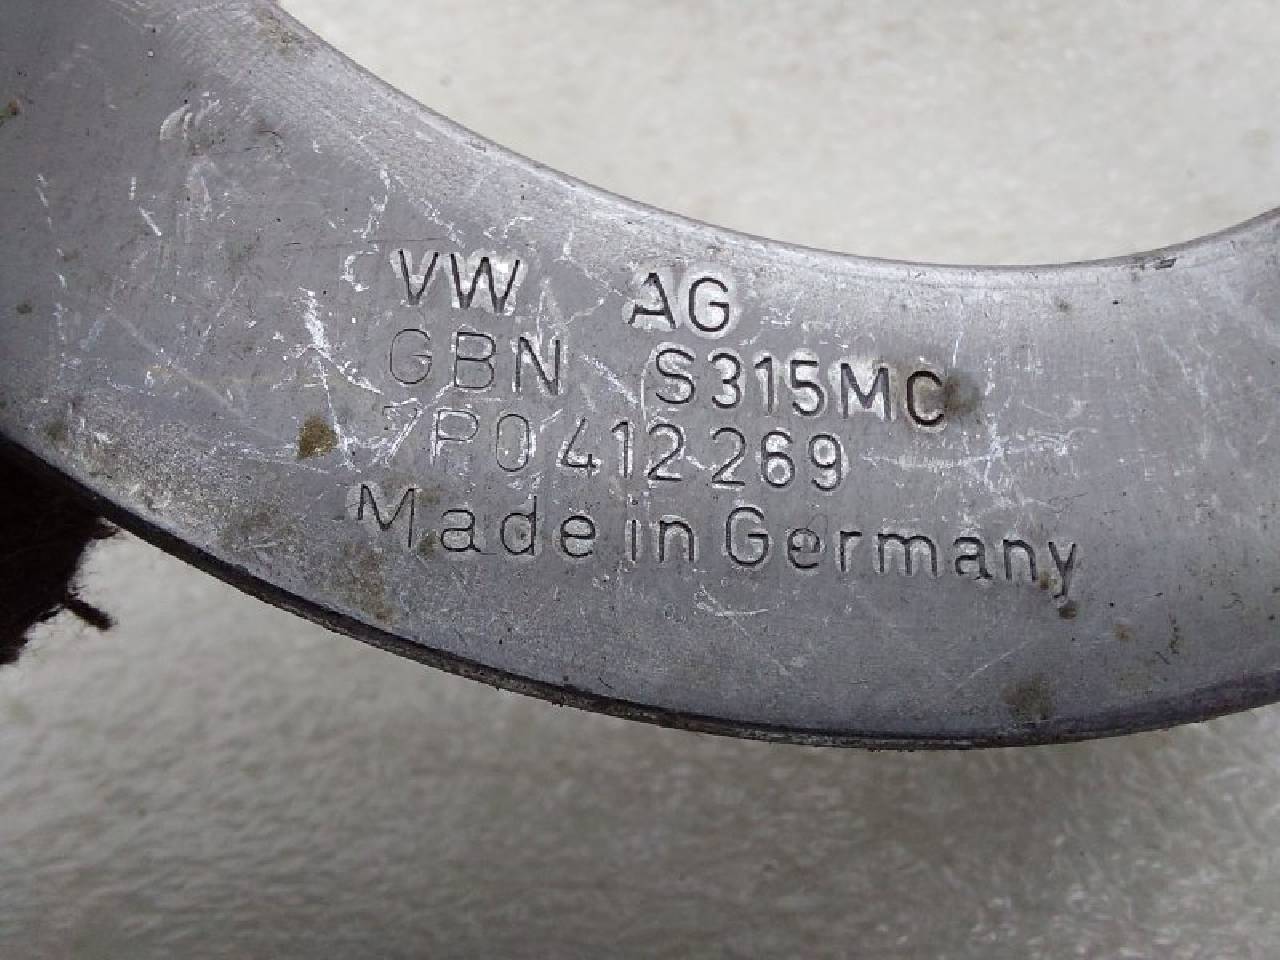 VW AG
GBN S315MC
7P0 412 269
Made in Germany